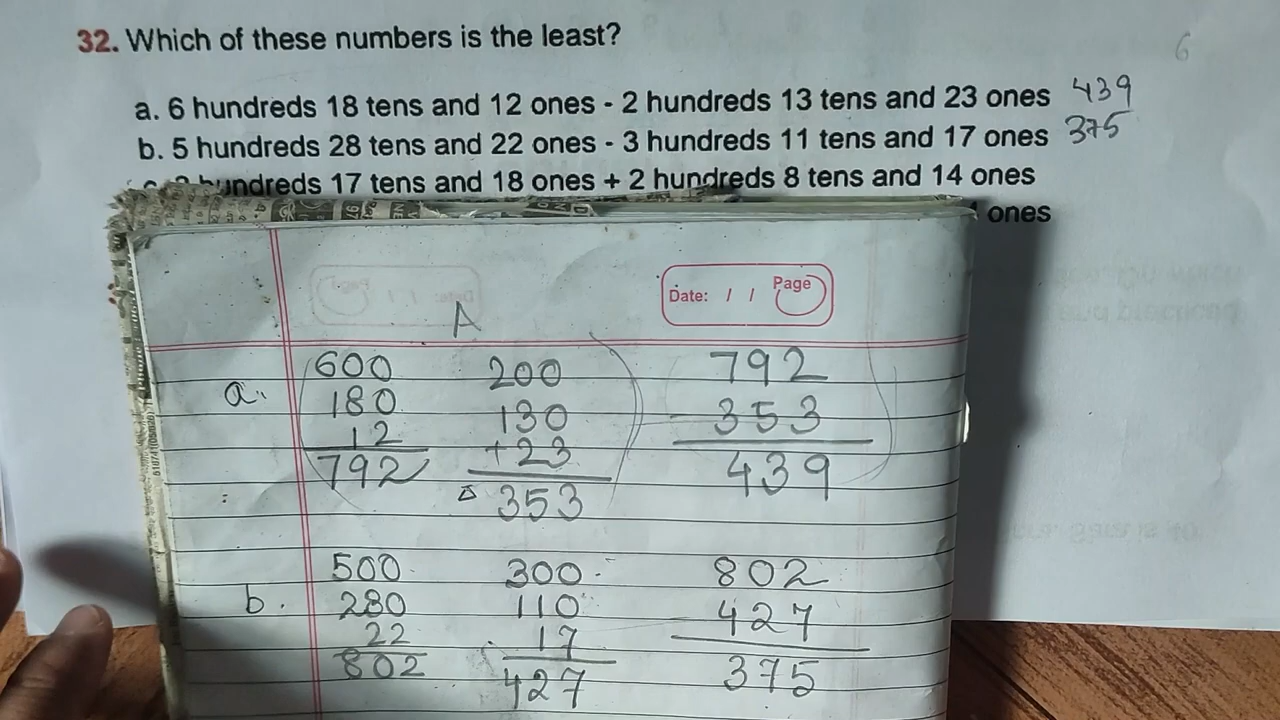 32. Which of these numbers is the least?
6
a. 6 hundreds 18 tens and 12 ones - 2 hundreds 13 tens and 23 ones 439
b. 5 hundreds 28 tens and 22 ones - 3 hundreds 11 tens and 17 ones 375
hundreds 17 tens and 18 ones + 2 hundreds 8 tens and 14 ones
ones
Date: / / Page
A
600 200 792
a. 180 130 353
12 +23
792 353 439
500 300 802
b. 280 110 427
22 17
802 427 375